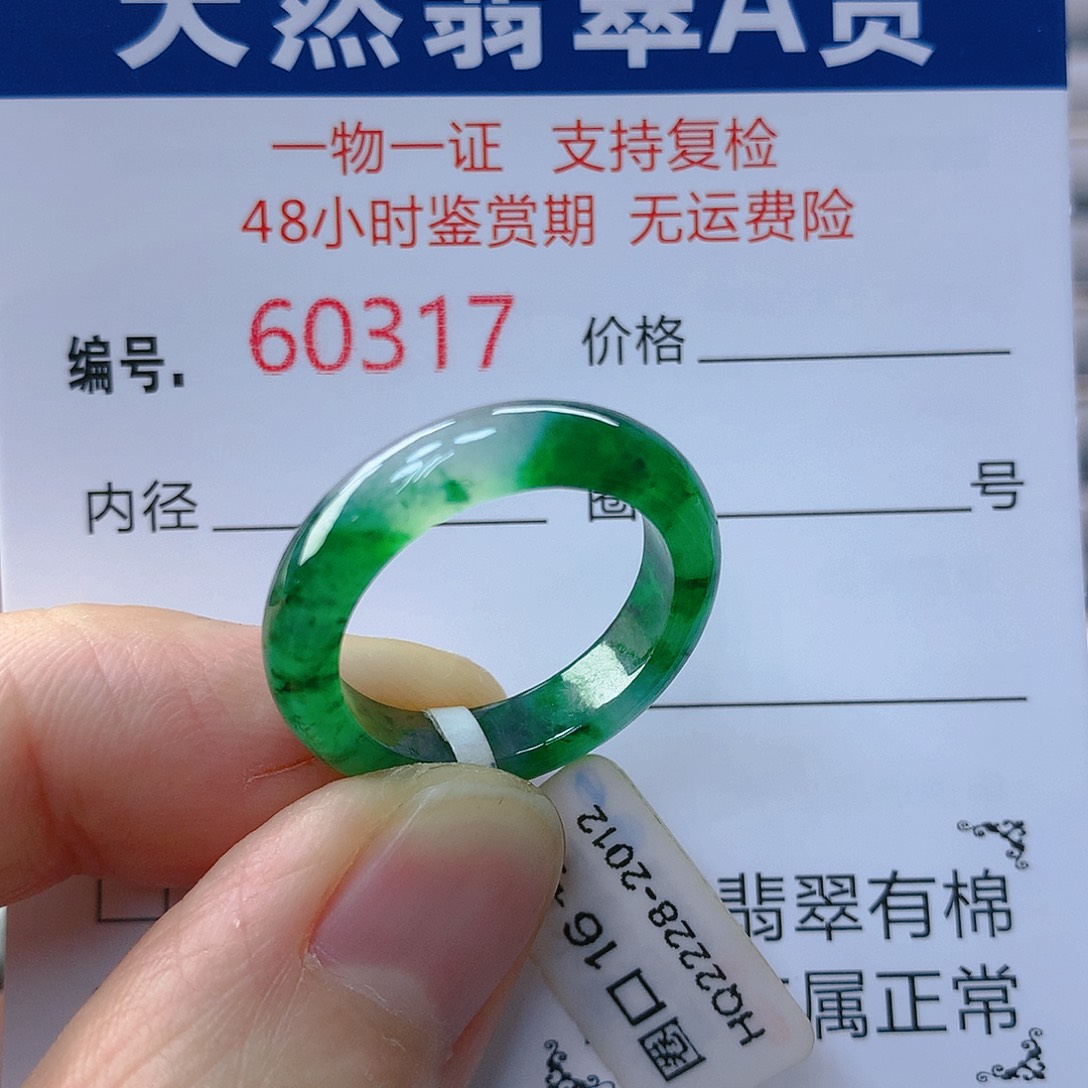 天然翡翠A货
一物一证 支持复检
48小时鉴赏期 无运费险
编号. 60317 价格
内径 圈 号
翡翠有棉
属正常
HQ2228-2012
圈口 16